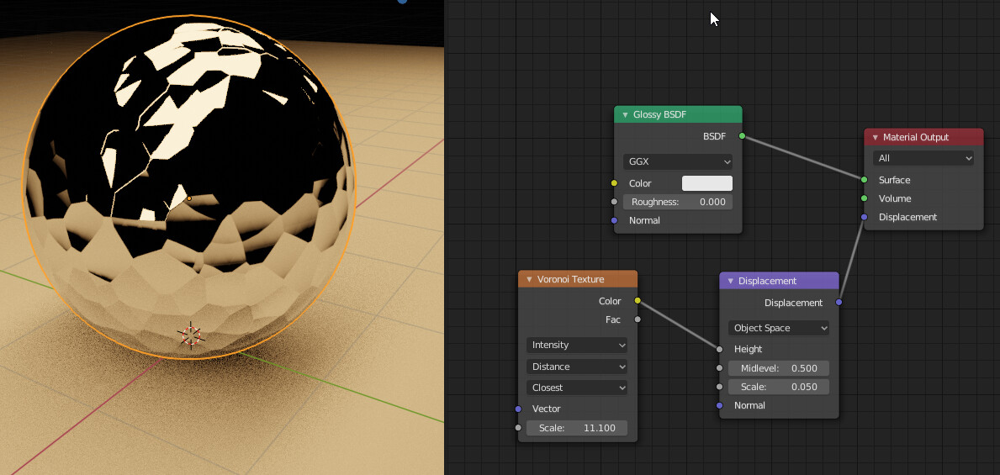 Glossy BSDF
BSDF
GGX
Color
Roughness: 0.000
Normal
Material Output
All
Surface
Volume
Displacement
Voronoi Texture
Color
Fac
Intensity
Distance
Closest
Vector
Scale: 11.100
Displacement
Displacement
Object Space
Height
Midlevel: 0.500
Scale: 0.050
Normal